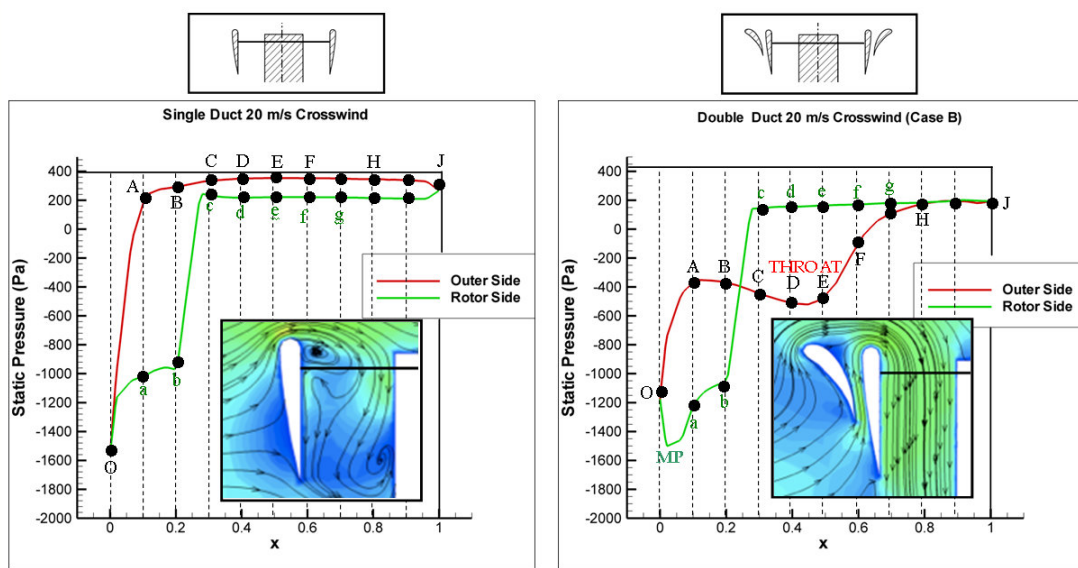 Single Duct 20 m/s Crosswind
Static Pressure (Pa)
400
200
0
-200
-400
-600
-800
-1000
-1200
-1400
-1600
-1800
-2000
A
B
C
D
E
F
H
J
c
d
e
f
g
a
b
O
Outer Side
Rotor Side
0
0.2
0.4
0.6
0.8
1
x
Double Duct 20 m/s Crosswind (Case B)
Static Pressure (Pa)
400
200
0
-200
-400
-600
-800
-1000
-1200
-1400
-1600
-1800
-2000
c
d
e
f
g
H
J
A
B
C
THROAT
D
E
F
O
a
b
MP
Outer Side
Rotor Side
0
0.2
0.4
0.6
0.8
1
x